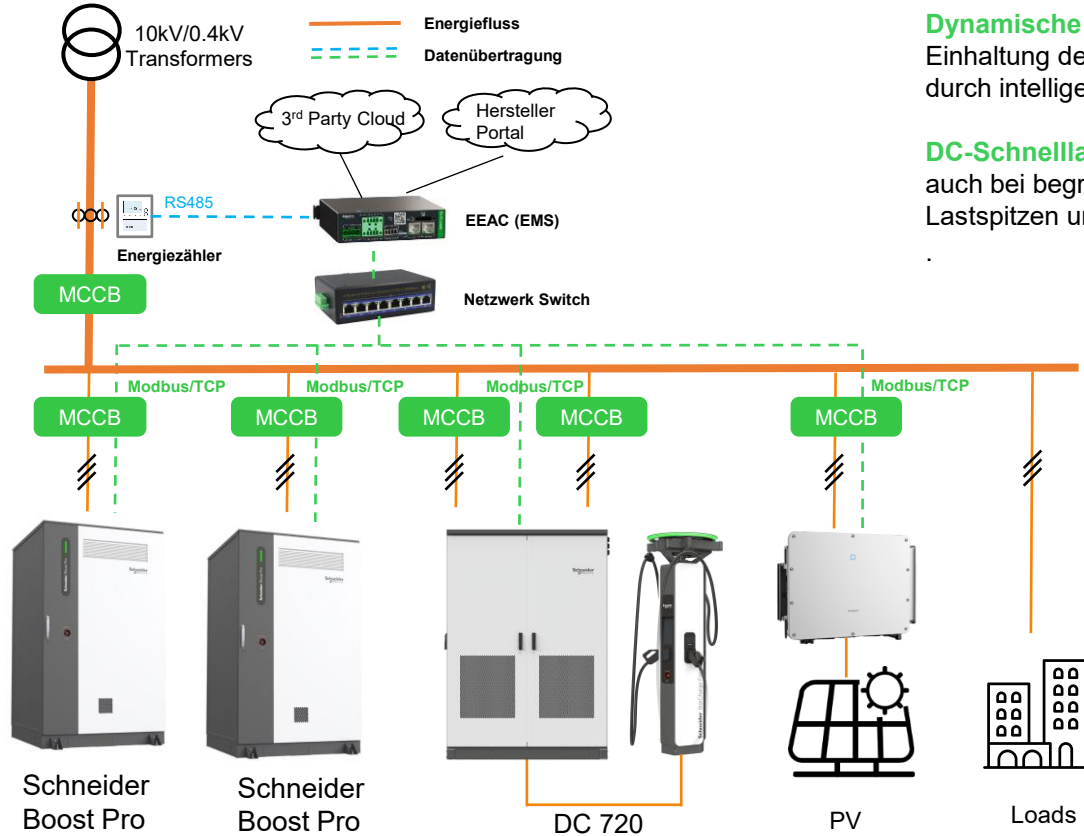 10kV/0.4kV
Transformers
Energiefluss
Datenübertragung
3rd Party Cloud
Hersteller
Portal
RS485
EEAC (EMS)
Energiezähler
MCCB
Netzwerk Switch
Modbus/TCP
Modbus/TCP
Modbus/TCP
Modbus/TCP
MCCB
MCCB
MCCB
MCCB
MCCB
Schneider
Boost Pro
Schneider
Boost Pro
DC 720
PV
Loads
Dynamische
Einhaltung de
durch intellige
DC-Schnellla
auch bei begr
Lastspitzen u
.